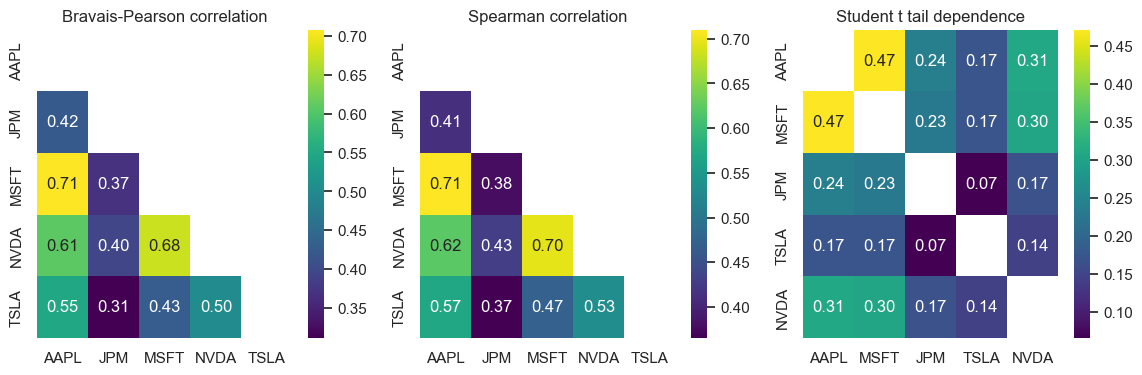 Bravais-Pearson correlation
AAPL
JPM
MSFT
NVDA
TSLA
0.42
0.71 0.37
0.61 0.40 0.68
0.55 0.31 0.43 0.50
AAPL JPM MSFT NVDA TSLA
0.70
0.65
0.60
0.55
0.50
0.45
0.40
0.35
Spearman correlation
AAPL
JPM
MSFT
NVDA
TSLA
0.41
0.71 0.38
0.62 0.43 0.70
0.57 0.37 0.47 0.53
AAPL JPM MSFT NVDA TSLA
0.70
0.65
0.60
0.55
0.50
0.45
0.40
Student t tail dependence
AAPL
MSFT
JPM
TSLA
NVDA
0.47 0.24 0.17 0.31
0.47 0.23 0.17 0.30
0.24 0.23 0.07 0.17
0.17 0.17 0.07 0.14
0.31 0.30 0.17 0.14
AAPL MSFT JPM TSLA NVDA
0.45
0.40
0.35
0.30
0.25
0.20
0.15
0.10